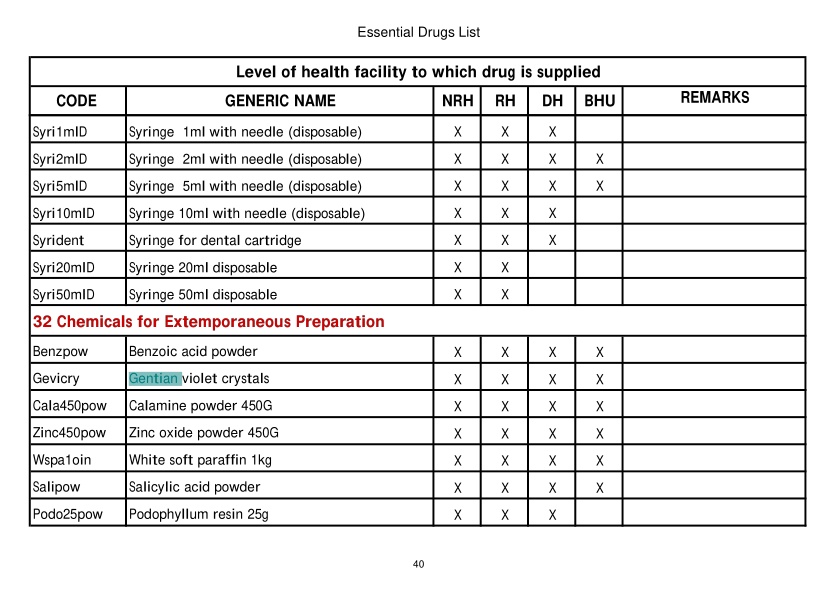 Essential Drugs List
Level of health facility to which drug is supplied
CODE GENERIC NAME NRH RH DH BHU REMARKS
Syri1mlD Syringe 1ml with needle (disposable) X X X
Syri2mlD Syringe 2ml with needle (disposable) X X X X
Syri5mlD Syringe 5ml with needle (disposable) X X X X
Syri10mlD Syringe 10ml with needle (disposable) X X X
Syrident Syringe for dental cartridge X X X
Syri20mlD Syringe 20ml disposable X X
Syri50mlD Syringe 50ml disposable X X
32 Chemicals for Extemporaneous Preparation
Benzpow Benzoic acid powder X X X X
Gevicry Gentian violet crystals X X X X
Cala450pow Calamine powder 450G X X X X
Zinc450pow Zinc oxide powder 450G X X X X
Wspa1oin White soft paraffin 1kg X X X X
Salipow Salicylic acid powder X X X X
Podo25pow Podophyllum resin 25g X X X
40